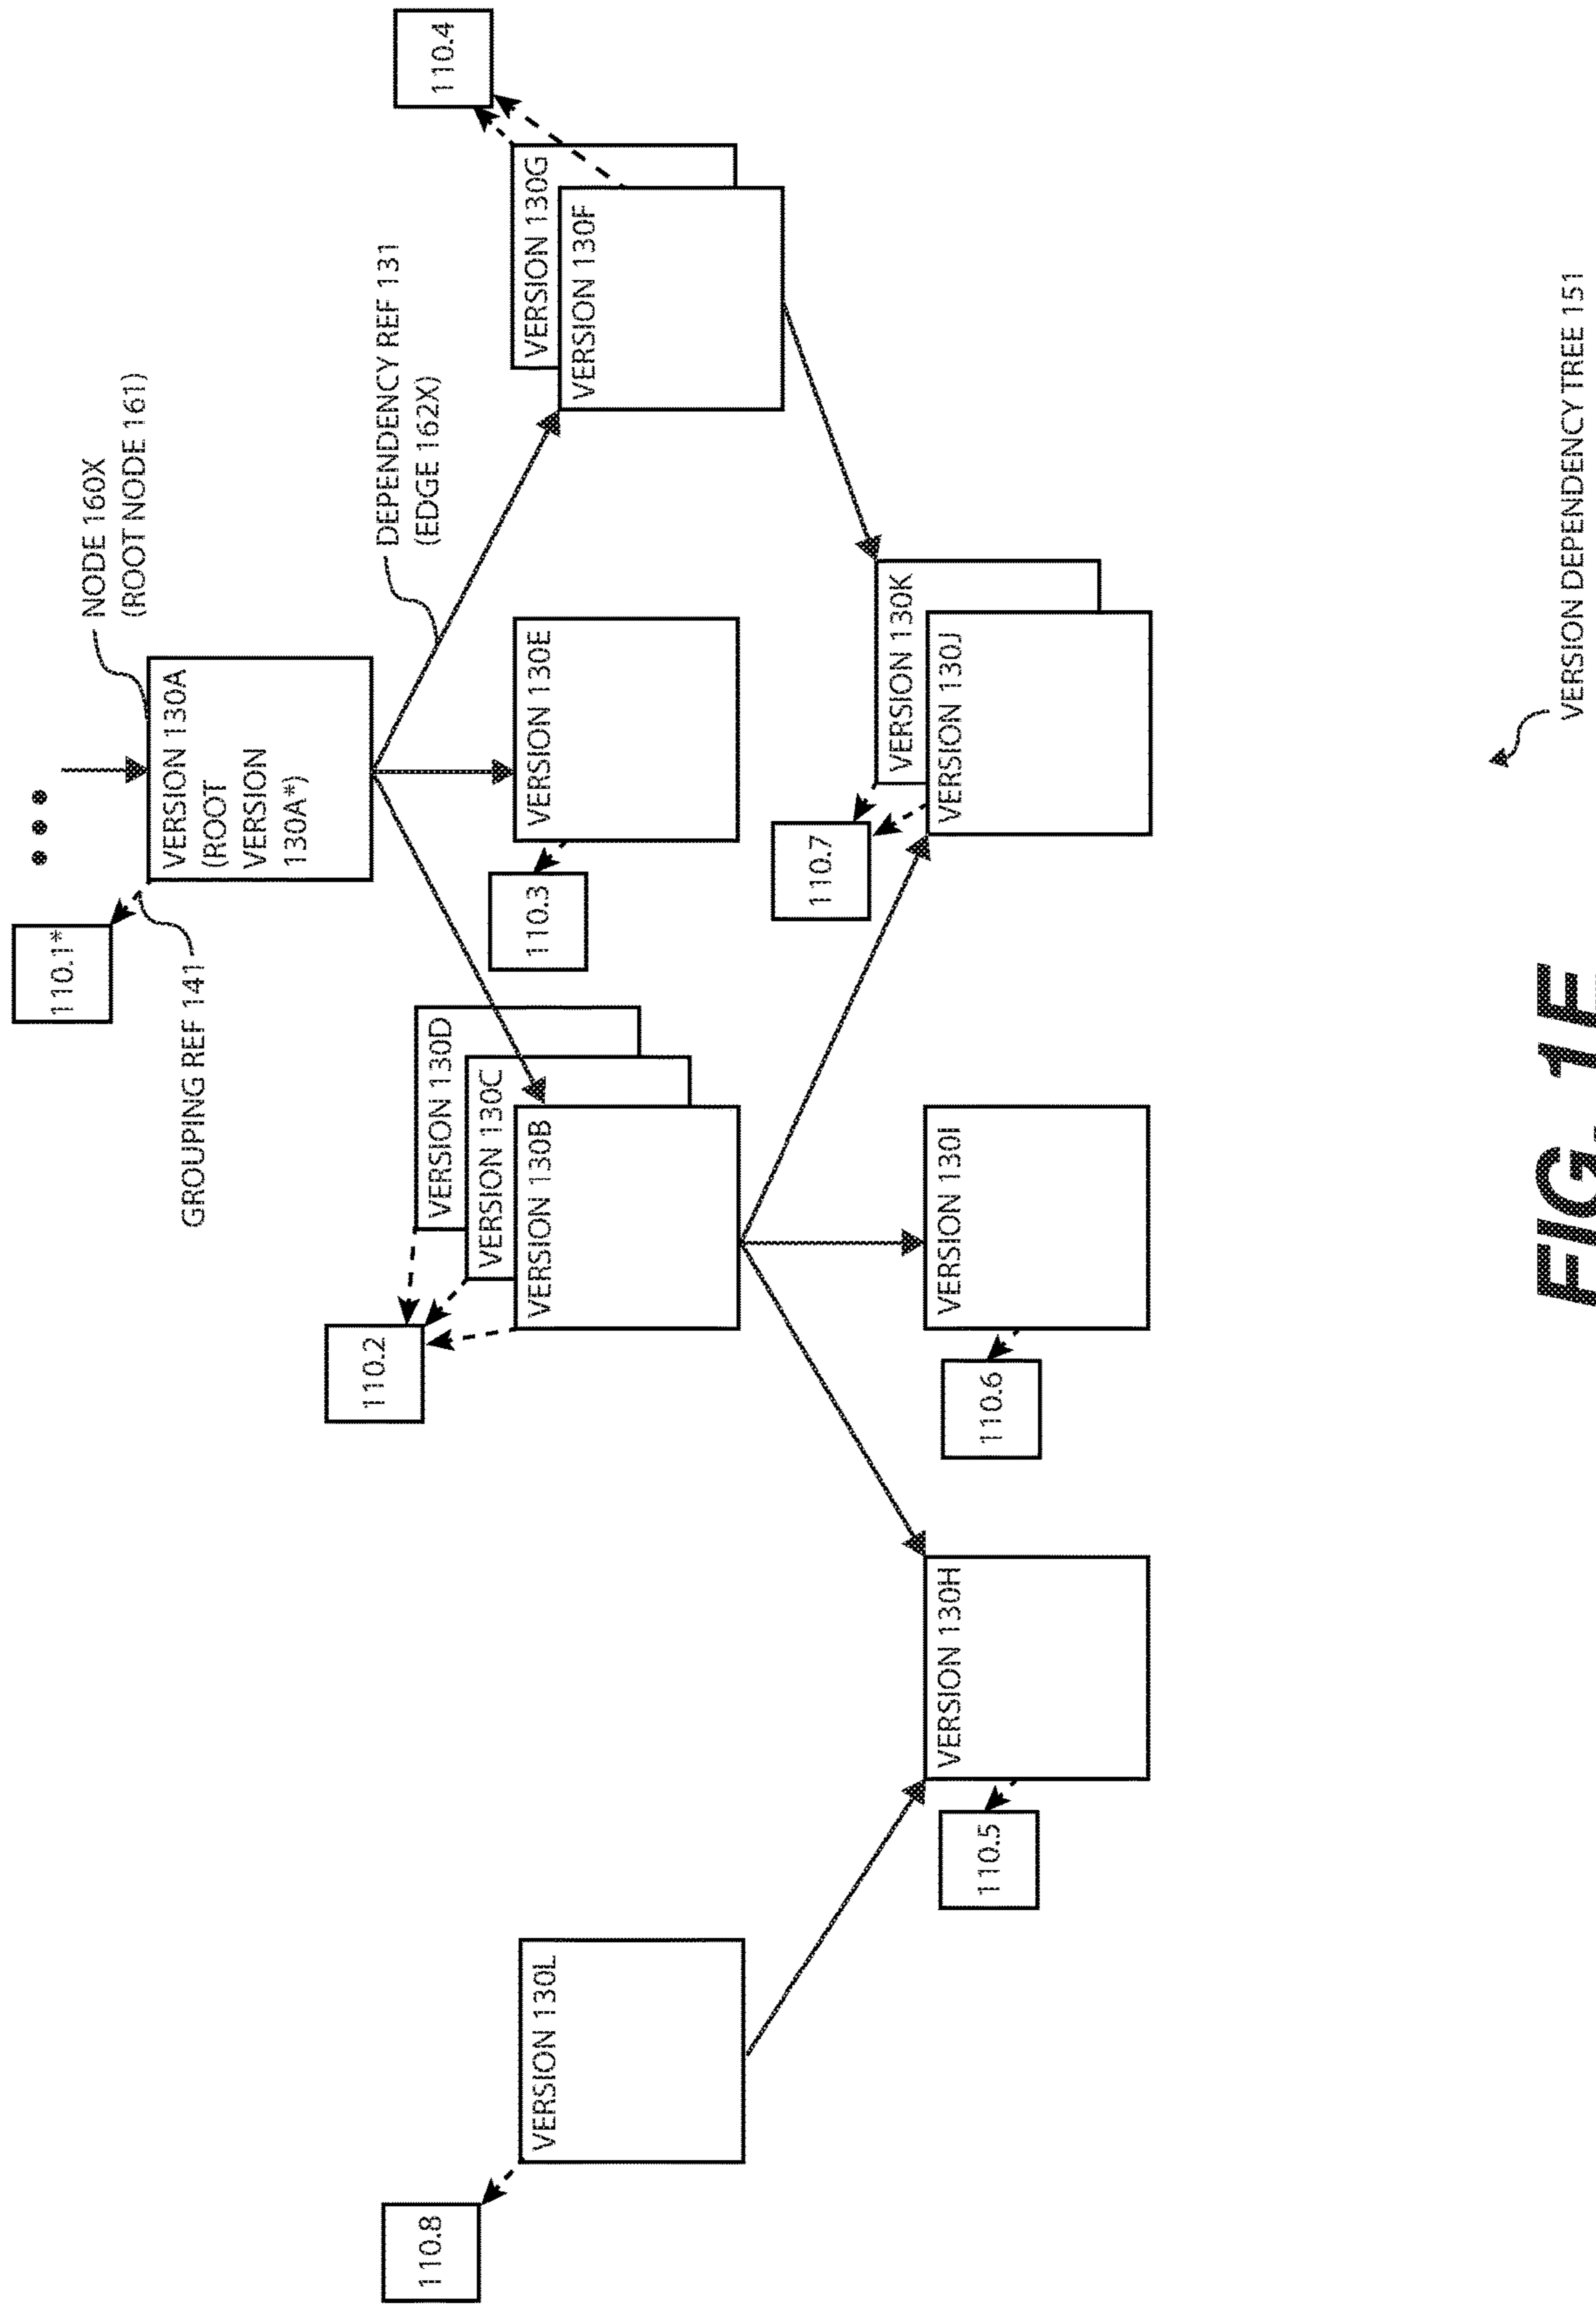 110.1*
NODE 160X
(ROOT NODE 161)
VERSION 130A
(ROOT
VERSION
130A*)
GROUPING REF 141
DEPENDENCY REF 131
(EDGE 162X)
110.8
110.2
110.4
VERSION 130D
VERSION 130C
VERSION 130B
VERSION 130L
110.3
VERSION 130E
VERSION 130G
VERSION 130F
110.7
VERSION 130K
VERSION 130J
110.5
VERSION 130H
110.6
VERSION 130I
VERSION DEPENDENCY TREE 151
FIG.